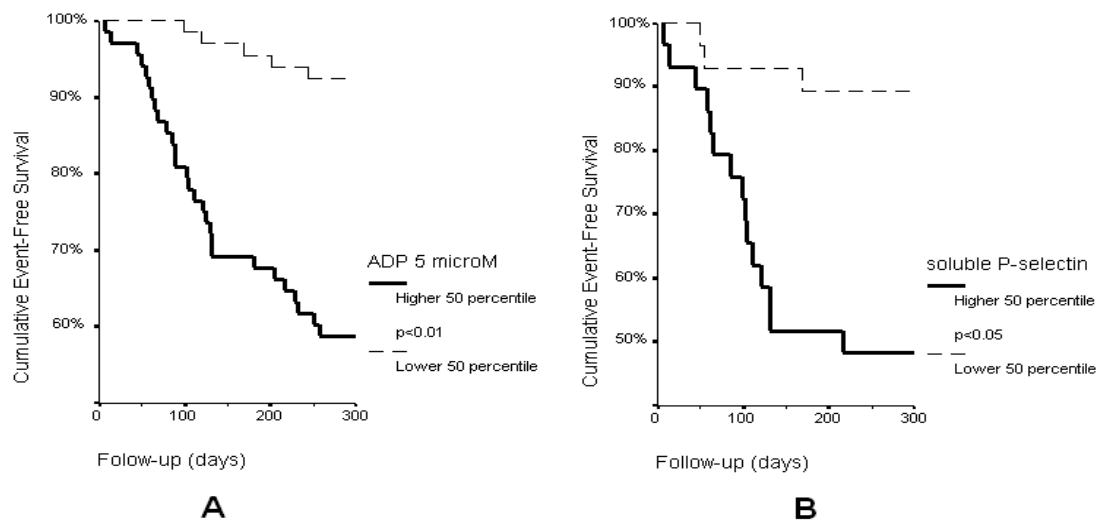 100%
90%
80%
70%
60%
Cumulative Event-Free Survival
0
100
200
300
Folow-up (days)
ADP 5 microM
Higher 50 percentile
p<0.01
Lower 50 percentile
A
100%
90%
80%
70%
60%
50%
Cumulative Event-Free Survival
0
100
200
300
Follow-up (days)
soluble P-selectin
Higher 50 percentile
p<0.05
Lower 50 percentile
B